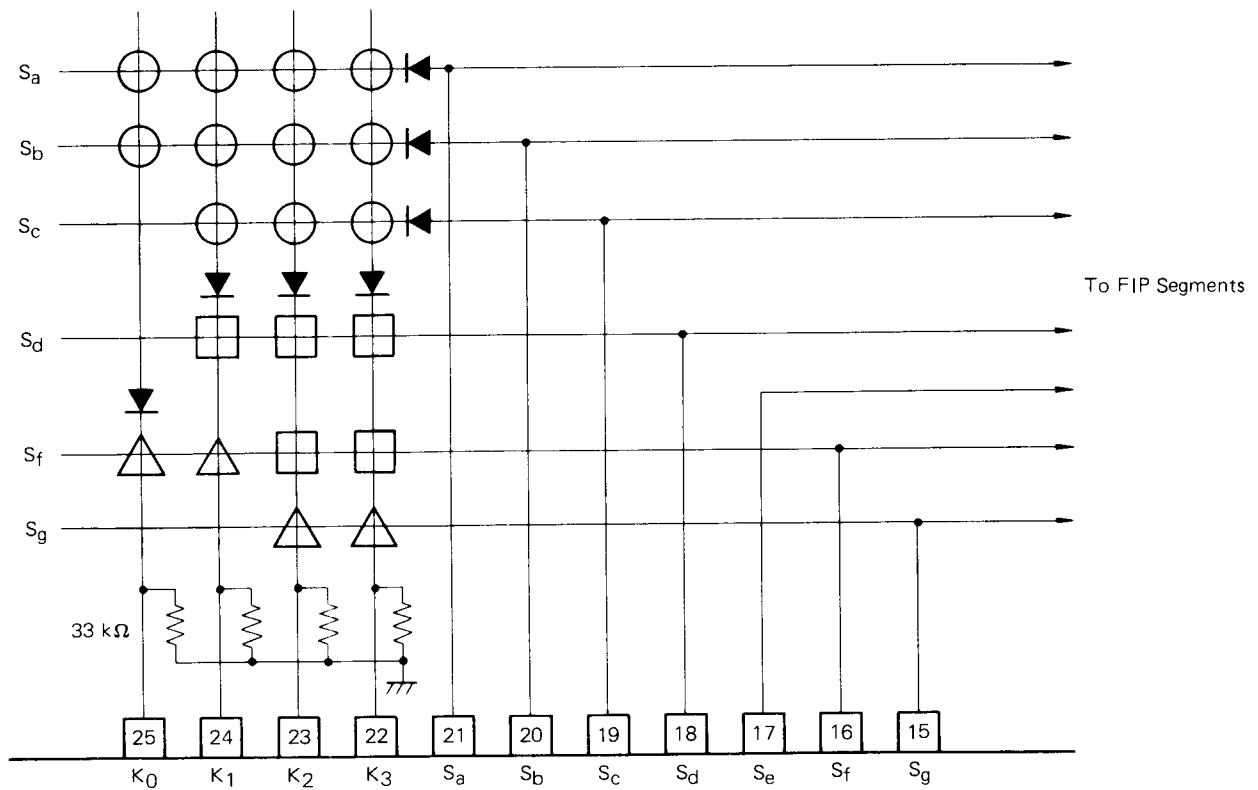 Sa
Sb
Sc
To FIP Segments
Sd
Sf
Sg
33 kΩ
25 24 23 22 21 20 19 18 17 16 15
K0 K1 K2 K3 Sa Sb Sc Sd Se Sf Sg